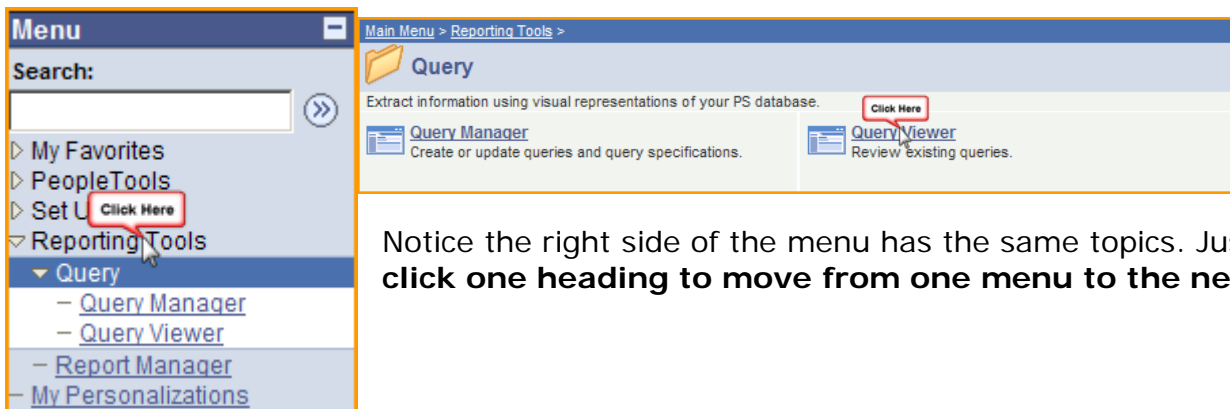 Menu
Search:
My Favorites
PeopleTools
Set U
Click Here
Reporting Tools
Query
Query Manager
Query Viewer
Report Manager
My Personalizations
Main Menu > Reporting Tools >
Query
Extract information using visual representations of your PS database.
Click Here
Query Manager
Create or update queries and query specifications.
Query Viewer
Review existing queries.
Notice the right side of the menu has the same topics. Ju
click one heading to move from one menu to the ne